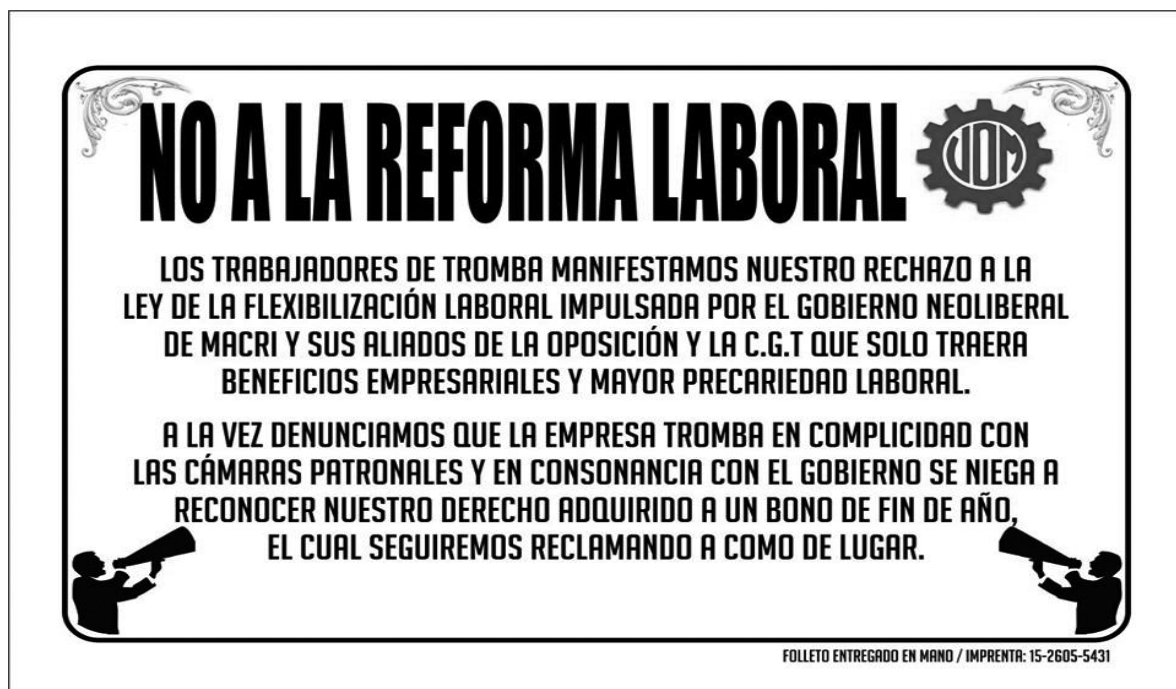 NO A LA REFORMA LABORAL
UOM
LOS TRABAJADORES DE TROMBA MANIFESTAMOS NUESTRO RECHAZO A LA
LEY DE LA FLEXIBILIZACIÓN LABORAL IMPULSADA POR EL GOBIERNO NEOLIBERAL
DE MACRI Y SUS ALIADOS DE LA OPOSICIÓN Y LA C.G.T QUE SOLO TRAERA
BENEFICIOS EMPRESARIALES Y MAYOR PRECARIEDAD LABORAL.
A LA VEZ DENUNCIAMOS QUE LA EMPRESA TROMBA EN COMPLICIDAD CON
LAS CÁMARAS PATRONALES Y EN CONSONANCIA CON EL GOBIERNO SE NIEGA A
RECONOCER NUESTRO DERECHO ADQUIRIDO A UN BONO DE FIN DE AÑO,
EL CUAL SEGUIREMOS RECLAMANDO A COMO DE LUGAR.
FOLLETO ENTREGADO EN MANO / IMPRENTA: 15-2605-5431